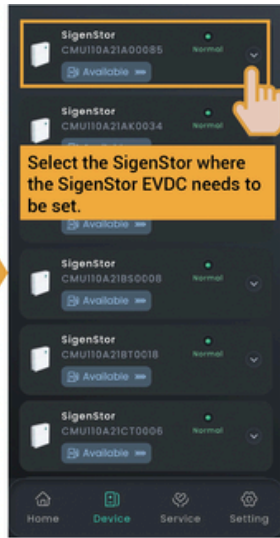 SigenStor
CMU110A21A00085
Normal
Available
SigenStor
CMU110A21AK0034
Normal
Select the SigenStor where
the SigenStor EVDC needs to
be set.
Available
SigenStor
CMU110A21BS0008
Normal
Available
SigenStor
CMU110A21BT0018
Normal
Available
SigenStor
CMU110A21CT0006
Normal
Available
Home
Device
Service
Setting